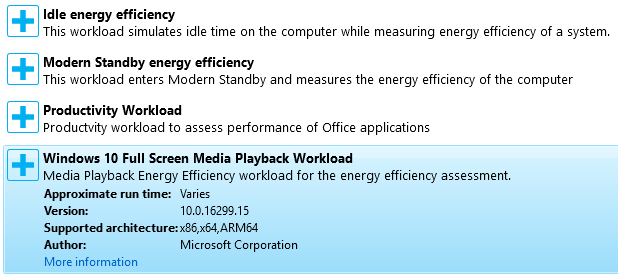 Idle energy efficiency
This workload simulates idle time on the computer while measuring energy efficiency of a system.
Modern Standby energy efficiency
This workload enters Modern Standby and measures the energy efficiency of the computer
Productivity Workload
Productvity workload to assess performance of Office applications
Windows 10 Full Screen Media Playback Workload
Media Playback Energy Efficiency workload for the energy efficiency assessment.
Approximate run time: Varies
Version: 10.0.16299.15
Supported architecture: x86,x64,ARM64
Author: Microsoft Corporation
More information